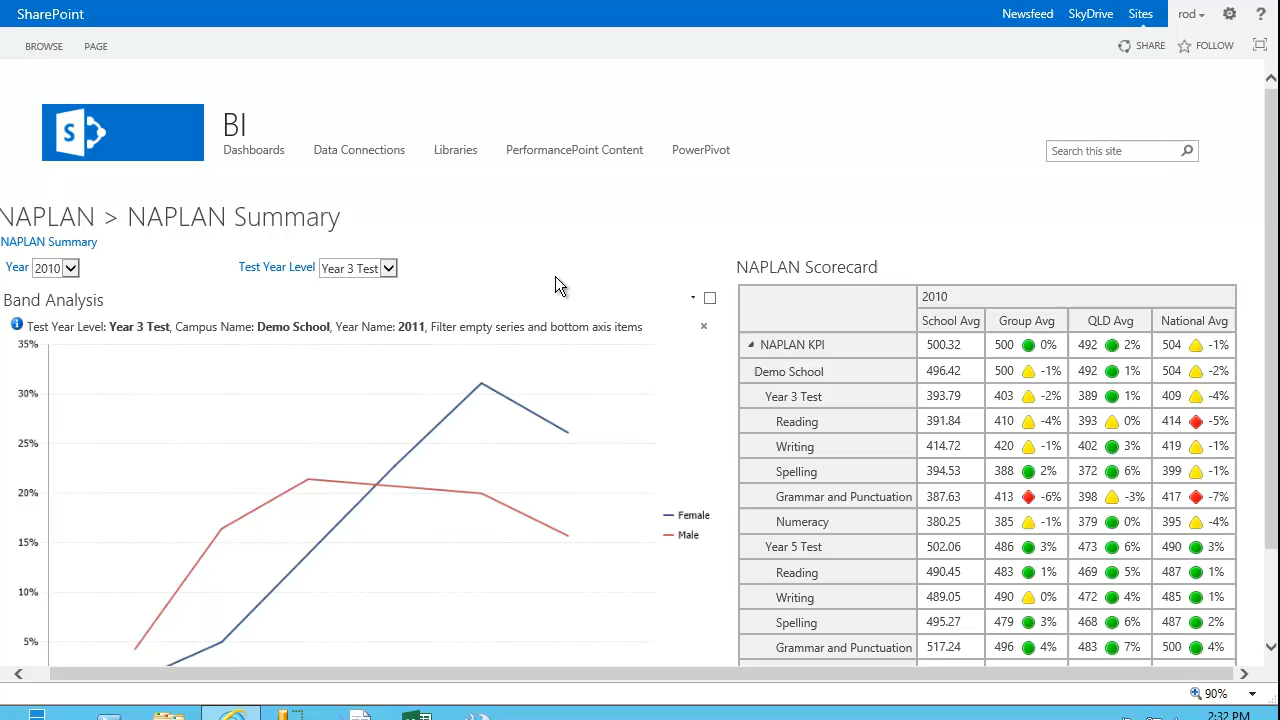 SharePoint
Newsfeed SkyDrive Sites rod ?
BROWSE PAGE
SHARE FOLLOW
S
BI
Dashboards Data Connections Libraries PerformancePoint Content PowerPivot
Search this site
NAPLAN > NAPLAN Summary
NAPLAN Summary
Year 2010 Test Year Level Year 3 Test
Band Analysis
Test Year Level: Year 3 Test, Campus Name: Demo School, Year Name: 2011, Filter empty series and bottom axis items
35%
30%
25%
20%
15%
10%
5%
Female
Male
NAPLAN Scorecard
2010
School Avg Group Avg QLD Avg National Avg
NAPLAN KPI 500.32 500 0% 492 2% 504 -1%
Demo School 496.42 500 -1% 492 1% 504 -2%
Year 3 Test 393.79 403 -2% 389 1% 409 -4%
Reading 391.84 410 -4% 393 0% 414 -5%
Writing 414.72 420 -1% 402 3% 419 -1%
Spelling 394.53 388 2% 372 6% 399 -1%
Grammar and Punctuation 387.63 413 -6% 398 -3% 417 -7%
Numeracy 380.25 385 -1% 379 0% 395 -4%
Year 5 Test 502.06 486 3% 473 6% 490 3%
Reading 490.45 483 1% 469 5% 487 1%
Writing 489.05 490 0% 472 4% 485 1%
Spelling 495.27 479 3% 468 6% 487 2%
Grammar and Punctuation 517.24 496 4% 483 7% 500 4%
90%
2:32 PM